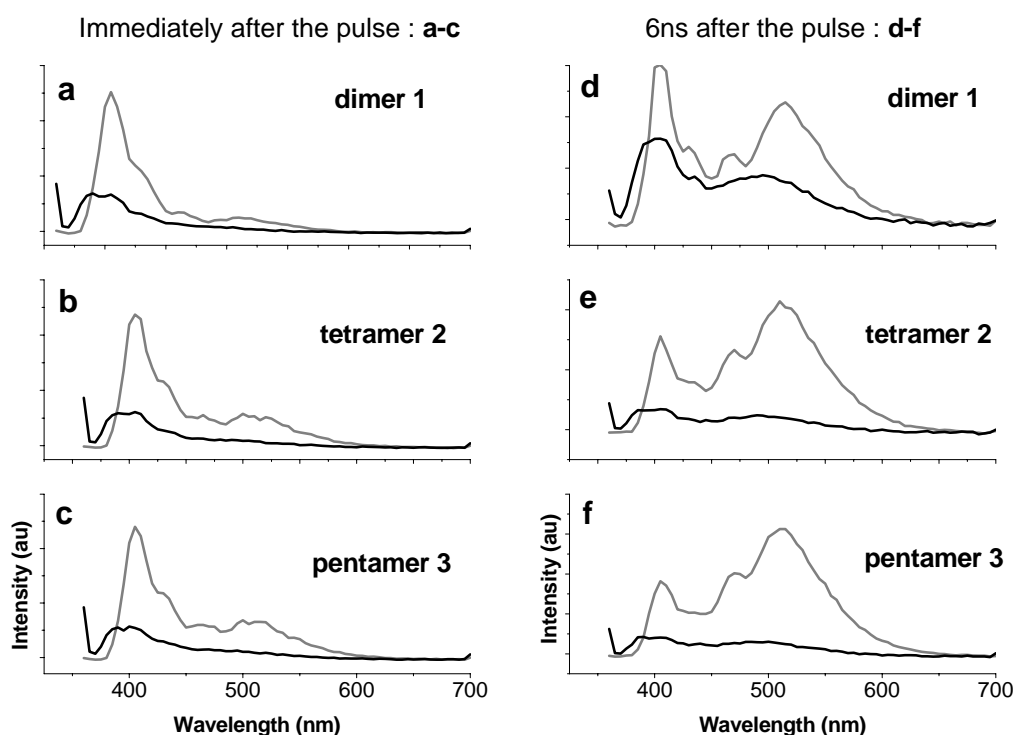 Immediately after the pulse : a-c
6ns after the pulse : d-f
a
dimer 1
d
dimer 1
b
tetramer 2
e
tetramer 2
c
pentamer 3
f
pentamer 3
Intensity (au)
Intensity (au)
400 500 600 700
400 500 600 700
Wavelength (nm)
Wavelength (nm)